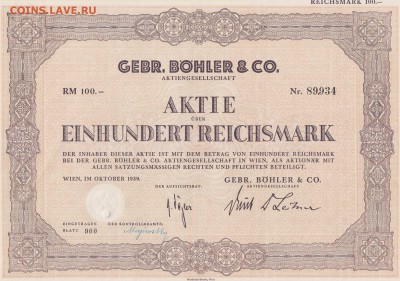 COINS.LAVE.RU
REICHSMARK 100.—
GEBR. BÖHLER & CO.
AKTIENGESELLSCHAFT
RM 100.— Nr. 89934
AKTIE
ÜBER
EINHUNDERT REICHSMARK
DER INHABER DIESER AKTIE IST MIT DEM BETRAG VON EINHUNDERT REICHSMARK
BEI DER GEBR. BÖHLER & CO. AKTIENGESELLSCHAFT IN WIEN, ALS AKTIONÄR MIT
ALLEN SATZUNGSMÄSSIGEN RECHTEN UND PFLICHTEN BETEILIGT.
WIEN, IM OKTOBER 1939.
DER AUFSICHTSRAT: GEBR. BÖHLER & CO.
AKTIENGESELLSCHAFT
EINGETRAGEN DER KONTROLLBEAMTE:
BLATT 900